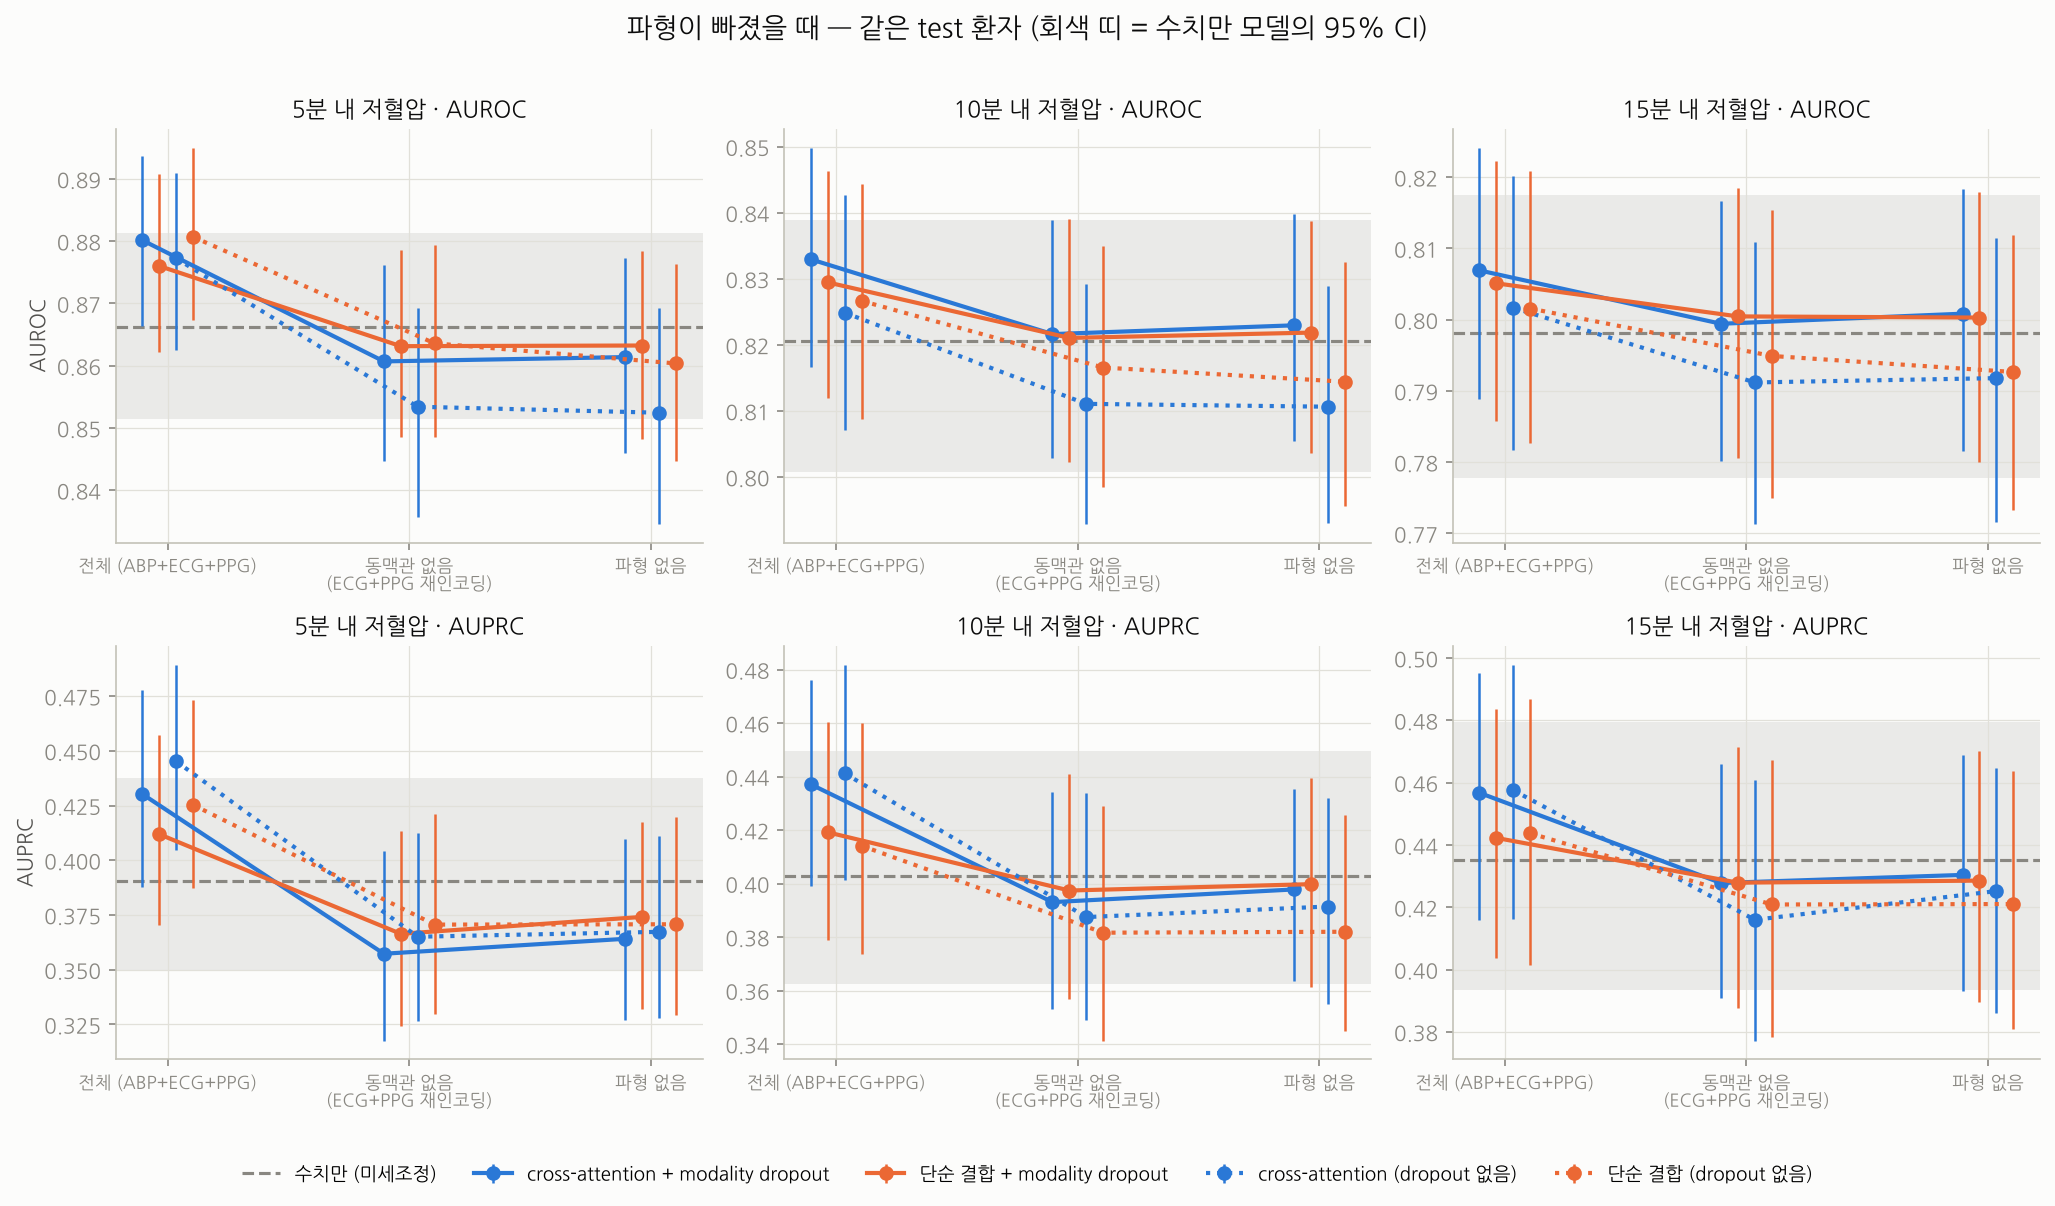 파형이 빠졌을 때 — 같은 test 환자 (회색 띠 = 수치만 모델의 95% CI)
5분 내 저혈압 · AUROC
10분 내 저혈압 · AUROC
15분 내 저혈압 · AUROC
AUROC
0.89
0.88
0.87
0.86
0.85
0.84
0.85
0.84
0.83
0.82
0.81
0.80
0.82
0.81
0.80
0.79
0.78
0.77
전체 (ABP+ECG+PPG)
동맥관 없음
(ECG+PPG 재인코딩)
파형 없음
전체 (ABP+ECG+PPG)
동맥관 없음
(ECG+PPG 재인코딩)
파형 없음
전체 (ABP+ECG+PPG)
동맥관 없음
(ECG+PPG 재인코딩)
파형 없음
5분 내 저혈압 · AUPRC
10분 내 저혈압 · AUPRC
15분 내 저혈압 · AUPRC
AUPRC
0.475
0.450
0.425
0.400
0.375
0.350
0.325
0.48
0.46
0.44
0.42
0.40
0.38
0.36
0.34
0.50
0.48
0.46
0.44
0.42
0.40
0.38
전체 (ABP+ECG+PPG)
동맥관 없음
(ECG+PPG 재인코딩)
파형 없음
전체 (ABP+ECG+PPG)
동맥관 없음
(ECG+PPG 재인코딩)
파형 없음
전체 (ABP+ECG+PPG)
동맥관 없음
(ECG+PPG 재인코딩)
파형 없음
수치만 (미세조정)
cross-attention + modality dropout
단순 결합 + modality dropout
cross-attention (dropout 없음)
단순 결합 (dropout 없음)